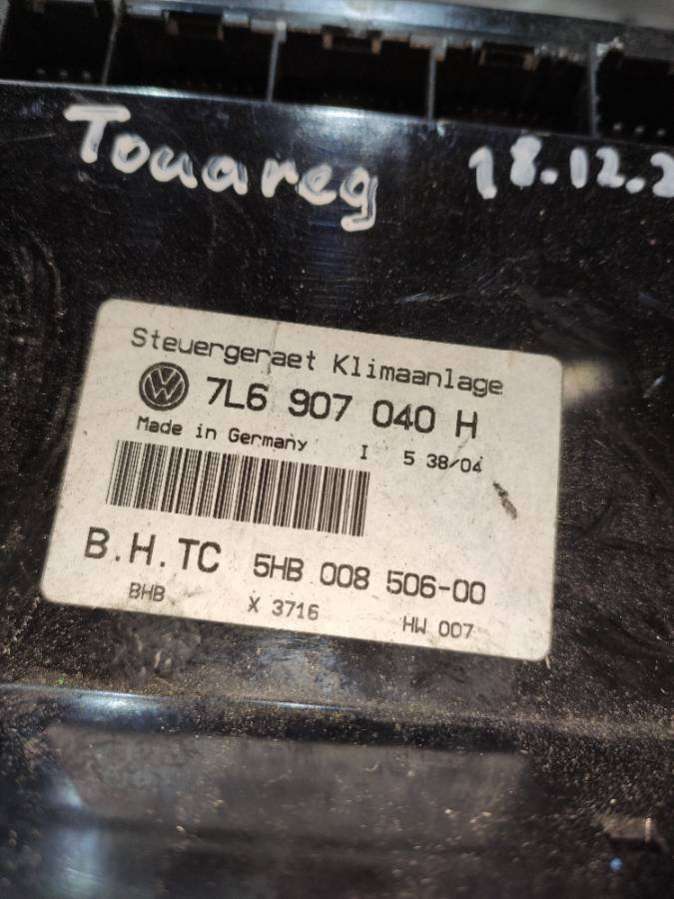 Touareg 18.12.2
Steuergeraet Klimaanlage
7L6 907 040 H
Made in Germany I 5 38/04
B.H.TC 5HB 008 506-00
BHB X 3716 HW 007